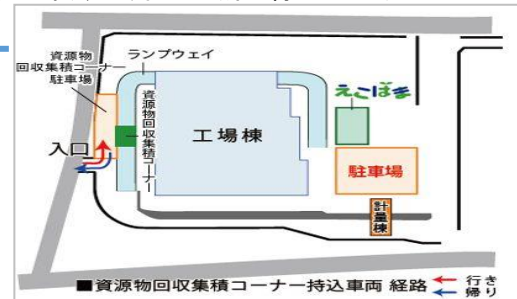 資源物
回収集積コーナー
駐車場
ランプウェイ
資源物回収集積コーナー
工場棟
えこぱま
入口
駐車場
計量棟
■資源物回収集積コーナー持込車両 経路
行き
帰り